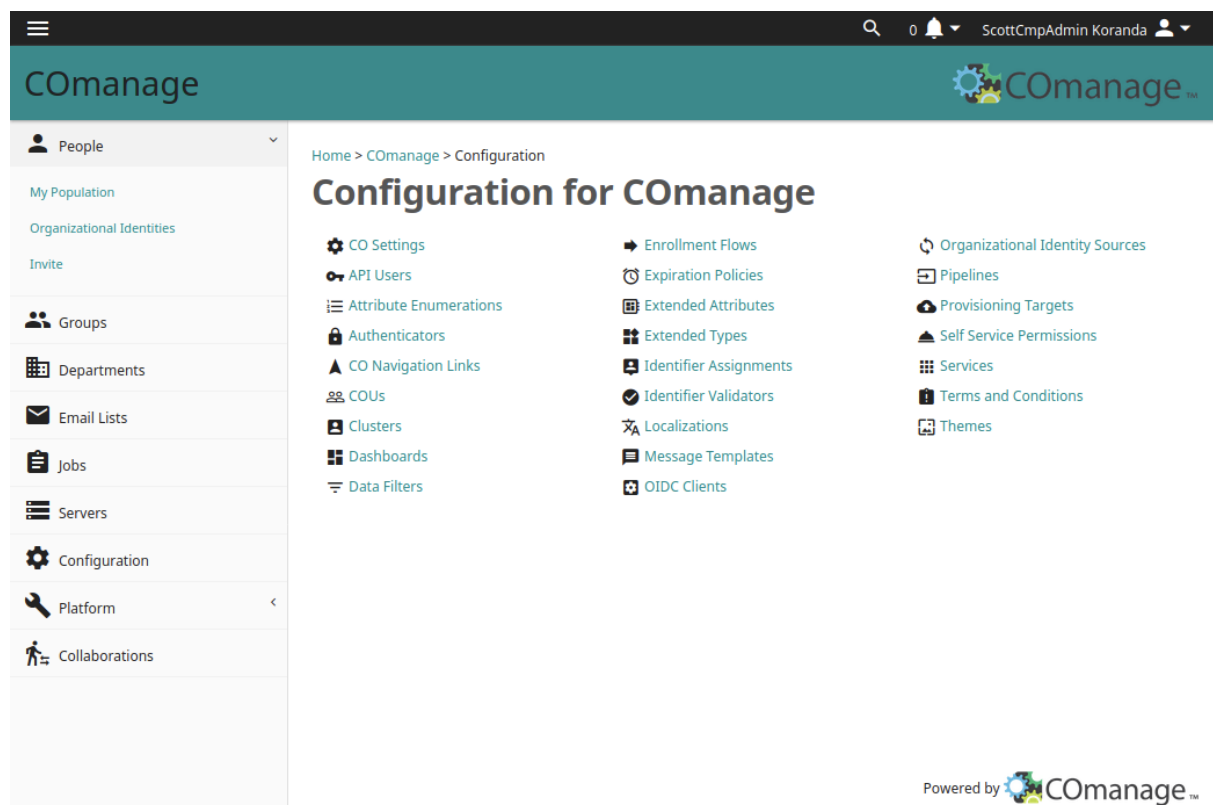 0 ScottCmpAdmin Koranda
COmanage
COmanage™
People
My Population
Organizational Identities
Invite
Groups
Departments
Email Lists
Jobs
Servers
Configuration
Platform
Collaborations
Home > COmanage > Configuration
Configuration for COmanage
CO Settings
API Users
Attribute Enumerations
Authenticators
CO Navigation Links
COUs
Clusters
Dashboards
Data Filters
Enrollment Flows
Expiration Policies
Extended Attributes
Extended Types
Identifier Assignments
Identifier Validators
Localizations
Message Templates
OIDC Clients
Organizational Identity Sources
Pipelines
Provisioning Targets
Self Service Permissions
Services
Terms and Conditions
Themes
Powered by COmanage™